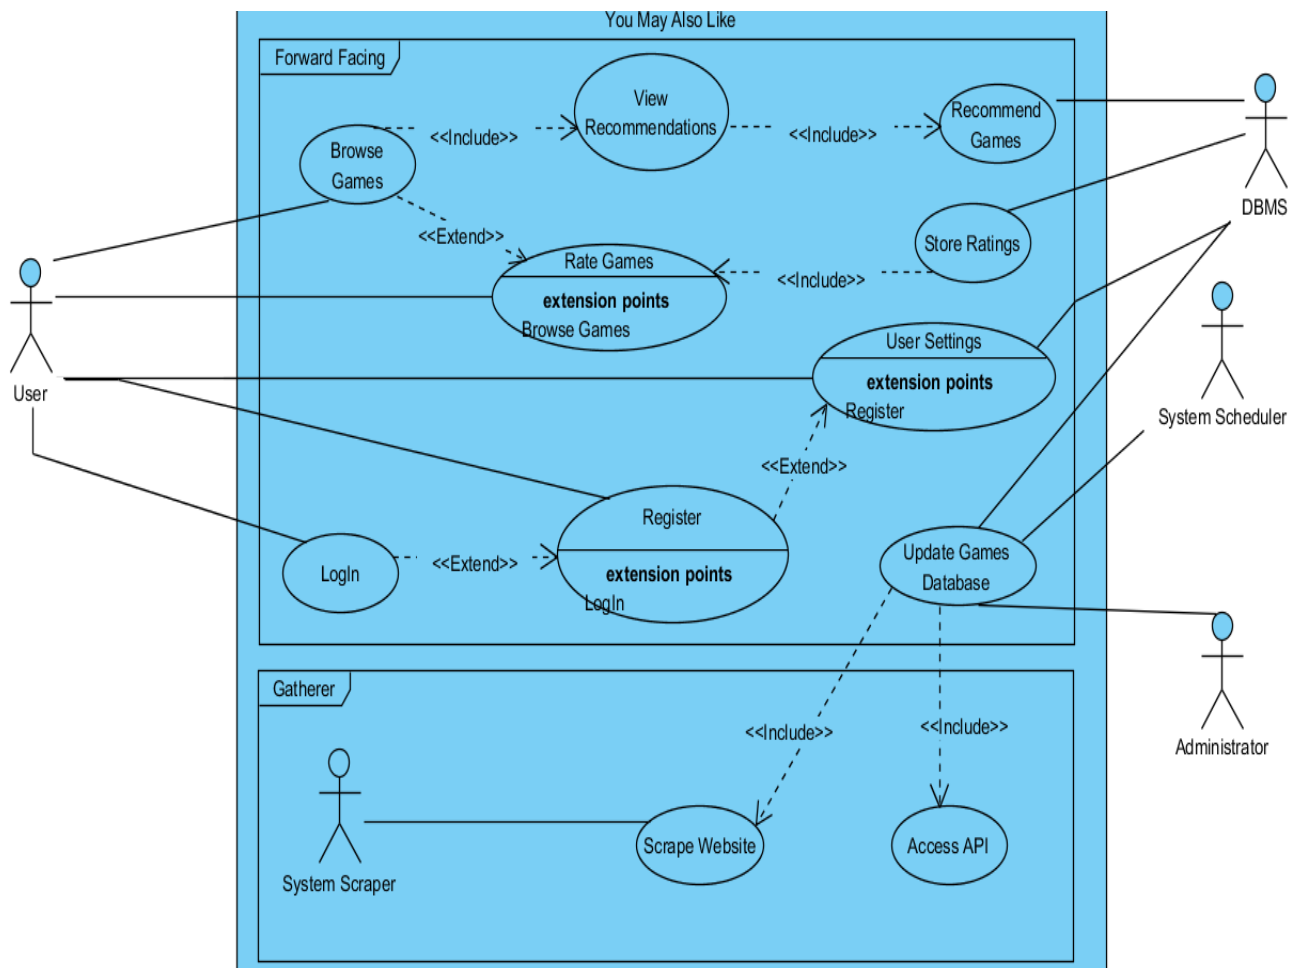 You May Also Like
Forward Facing
View
Recommendations
Recommend
Games
<<Include>>
<<Include>>
Browse
Games
DBMS
<<Extend>>
Store Ratings
Rate Games
extension points
Browse Games
<<Include>>
User Settings
extension points
Register
User
System Scheduler
<<Extend>>
Register
extension points
LogIn
LogIn
<<Extend>>
Update Games
Database
Gatherer
<<Include>>
<<Include>>
Administrator
Scrape Website
Access API
System Scraper